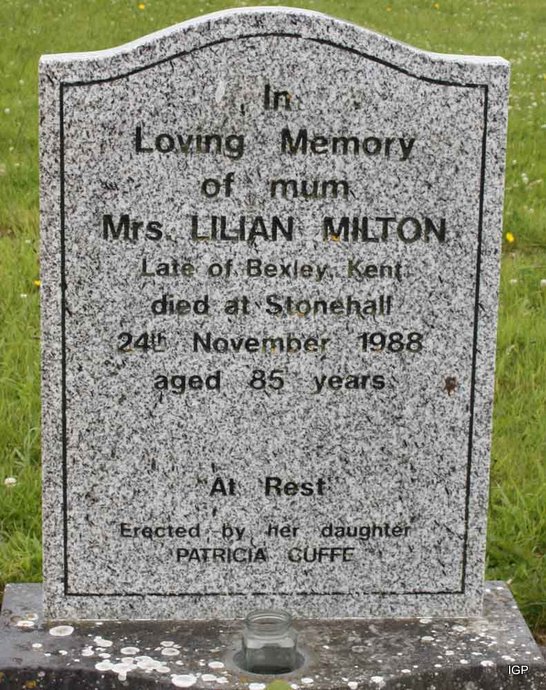 In
Loving Memory
of mum
Mrs. LILIAN MILTON
Late of Bexley, Kent.
died at Stonehall
24th November 1988
aged 85 years.
"At Rest"
Erected by her daughter
PATRICIA CUFFE
IGP